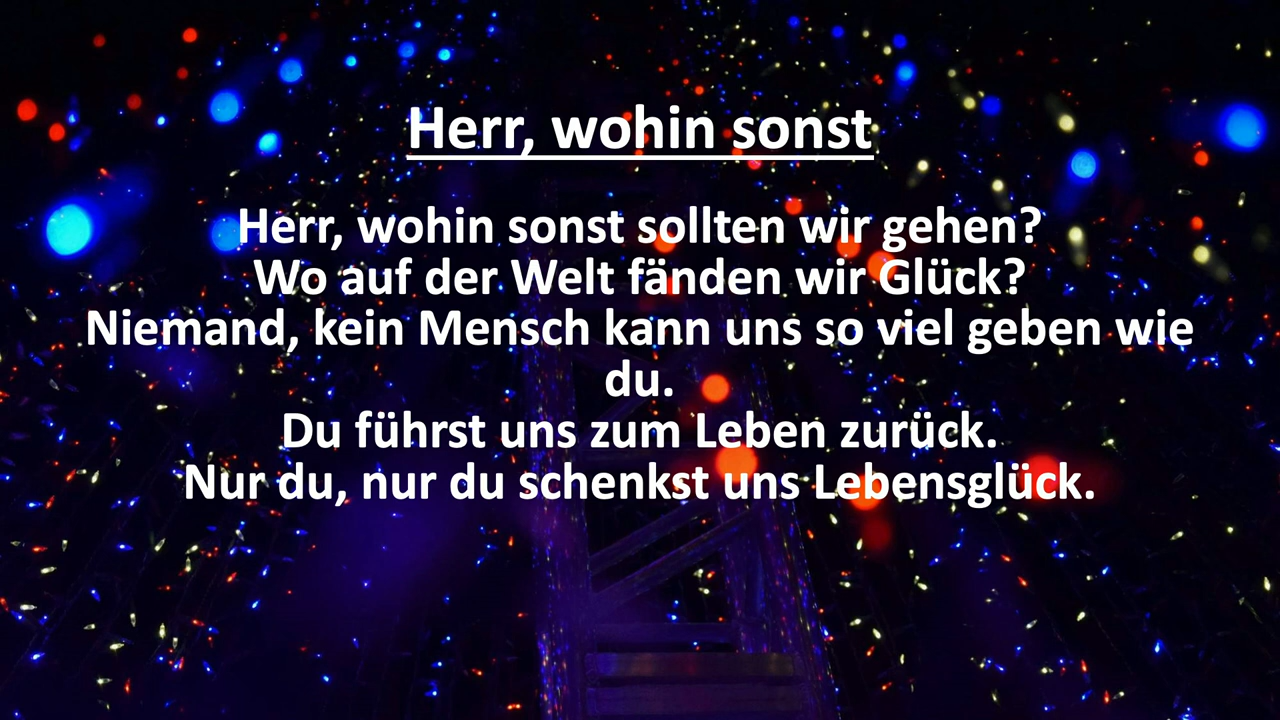 Herr, wohin sonst
Herr, wohin sonst sollten wir gehen?
Wo auf der Welt fänden wir Glück?
Niemand, kein Mensch kann uns so viel geben wie
du.
Du führst uns zum Leben zurück.
Nur du, nur du schenkst uns Lebensglück.